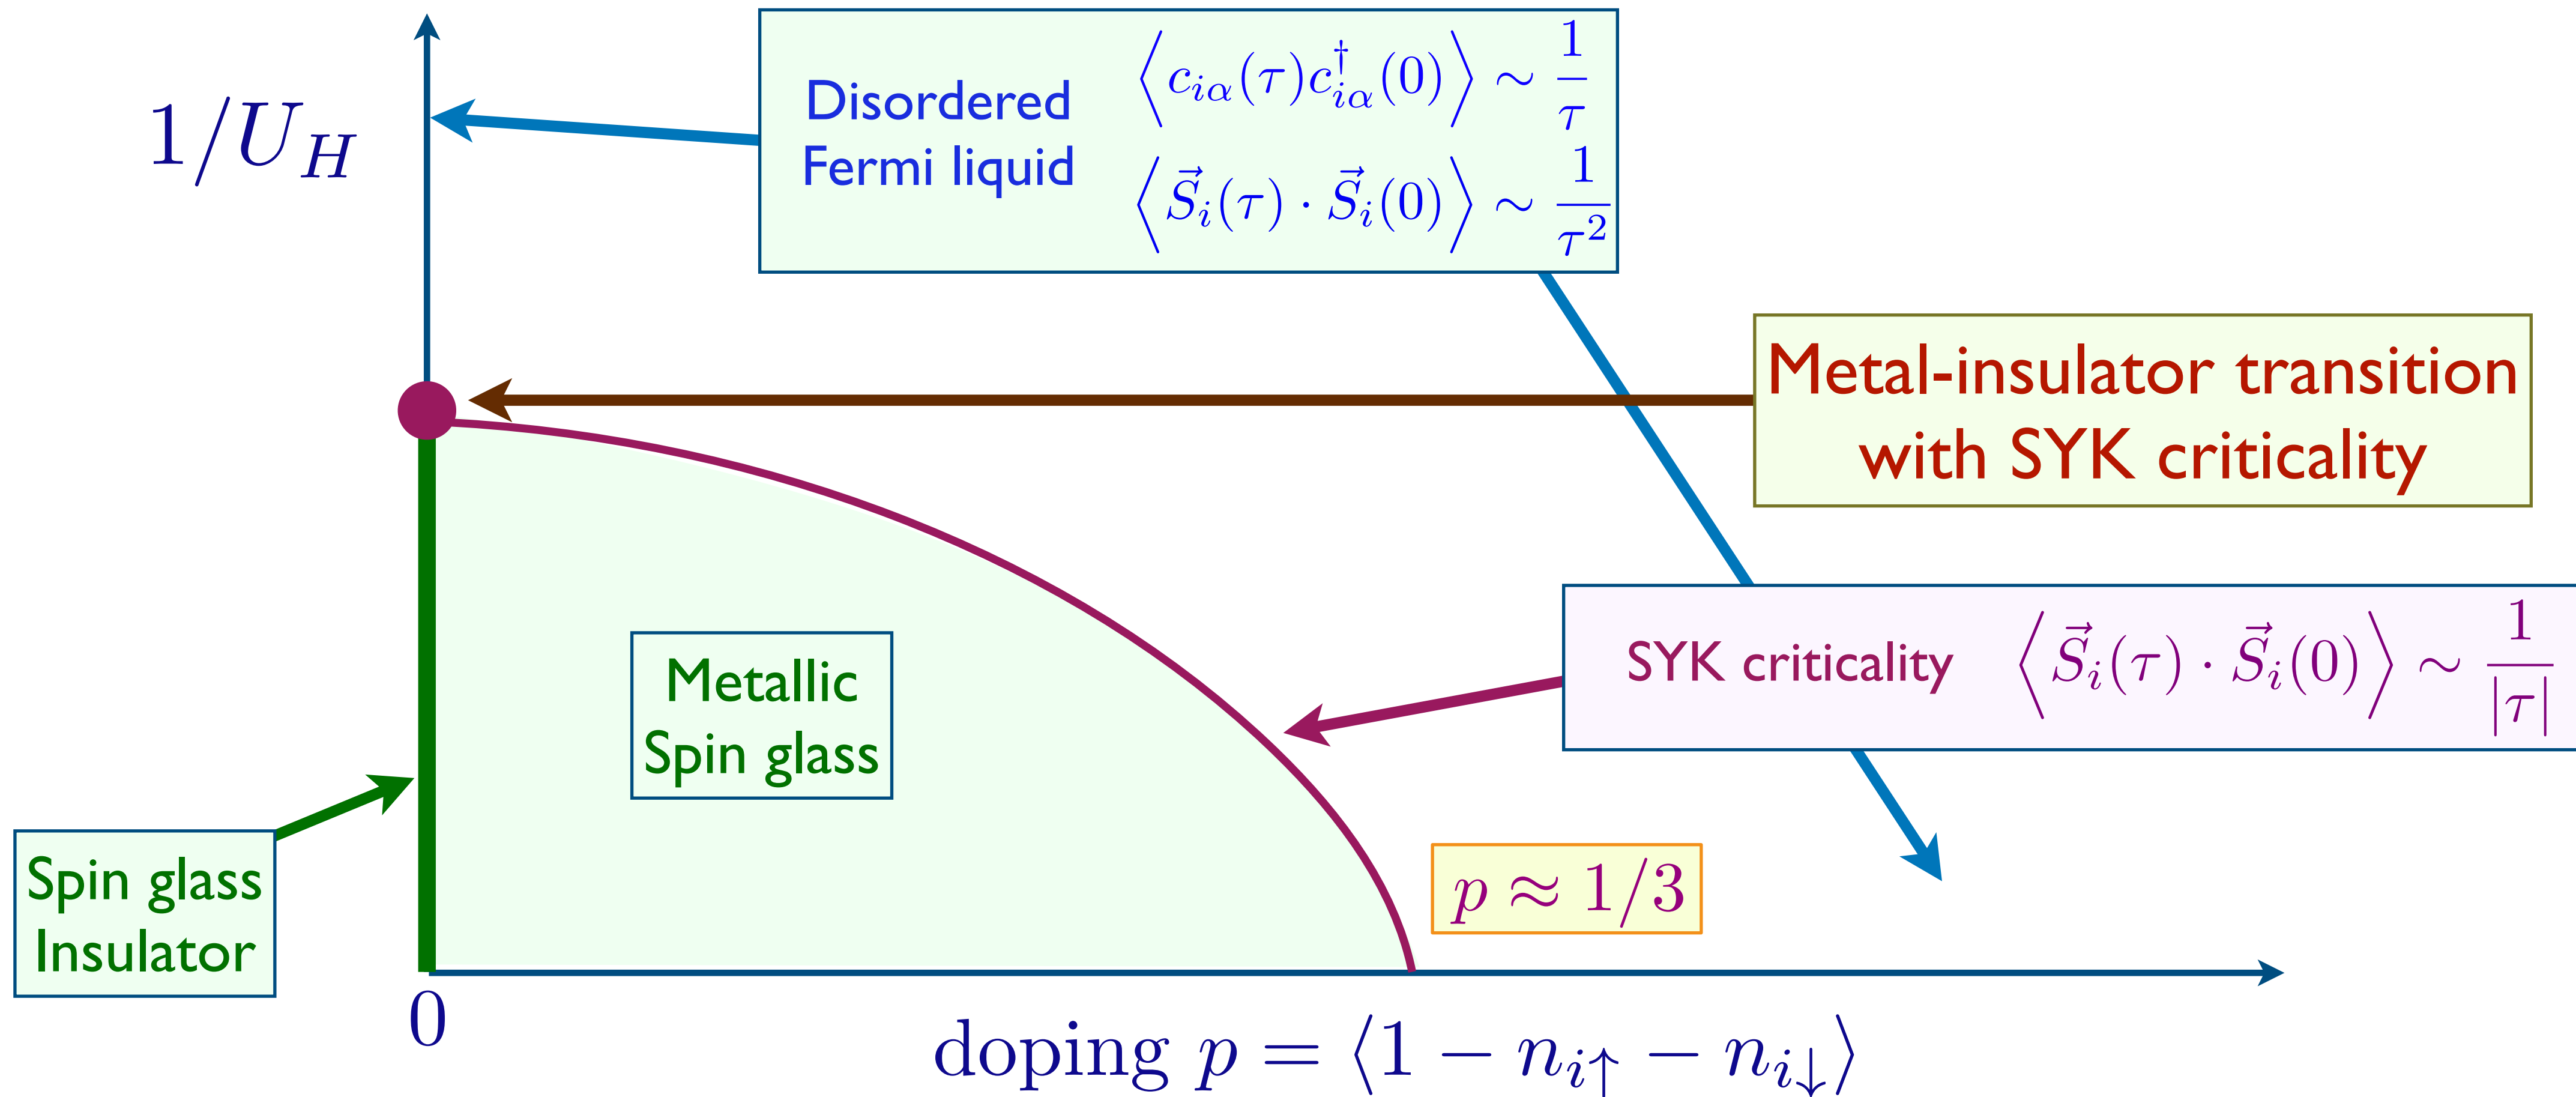 1/U_H
Disordered
Fermi liquid
⟨c_{iα}(τ)c†_{iα}(0)⟩ ∼ 1/τ
⟨S⃗_i(τ) · S⃗_i(0)⟩ ∼ 1/τ²
Metal-insulator transition
with SYK criticality
SYK criticality ⟨S⃗_i(τ) · S⃗_i(0)⟩ ∼ 1/|τ|
Metallic
Spin glass
Spin glass
Insulator
p ≈ 1/3
0
doping p = ⟨1 − n_{i↑} − n_{i↓}⟩